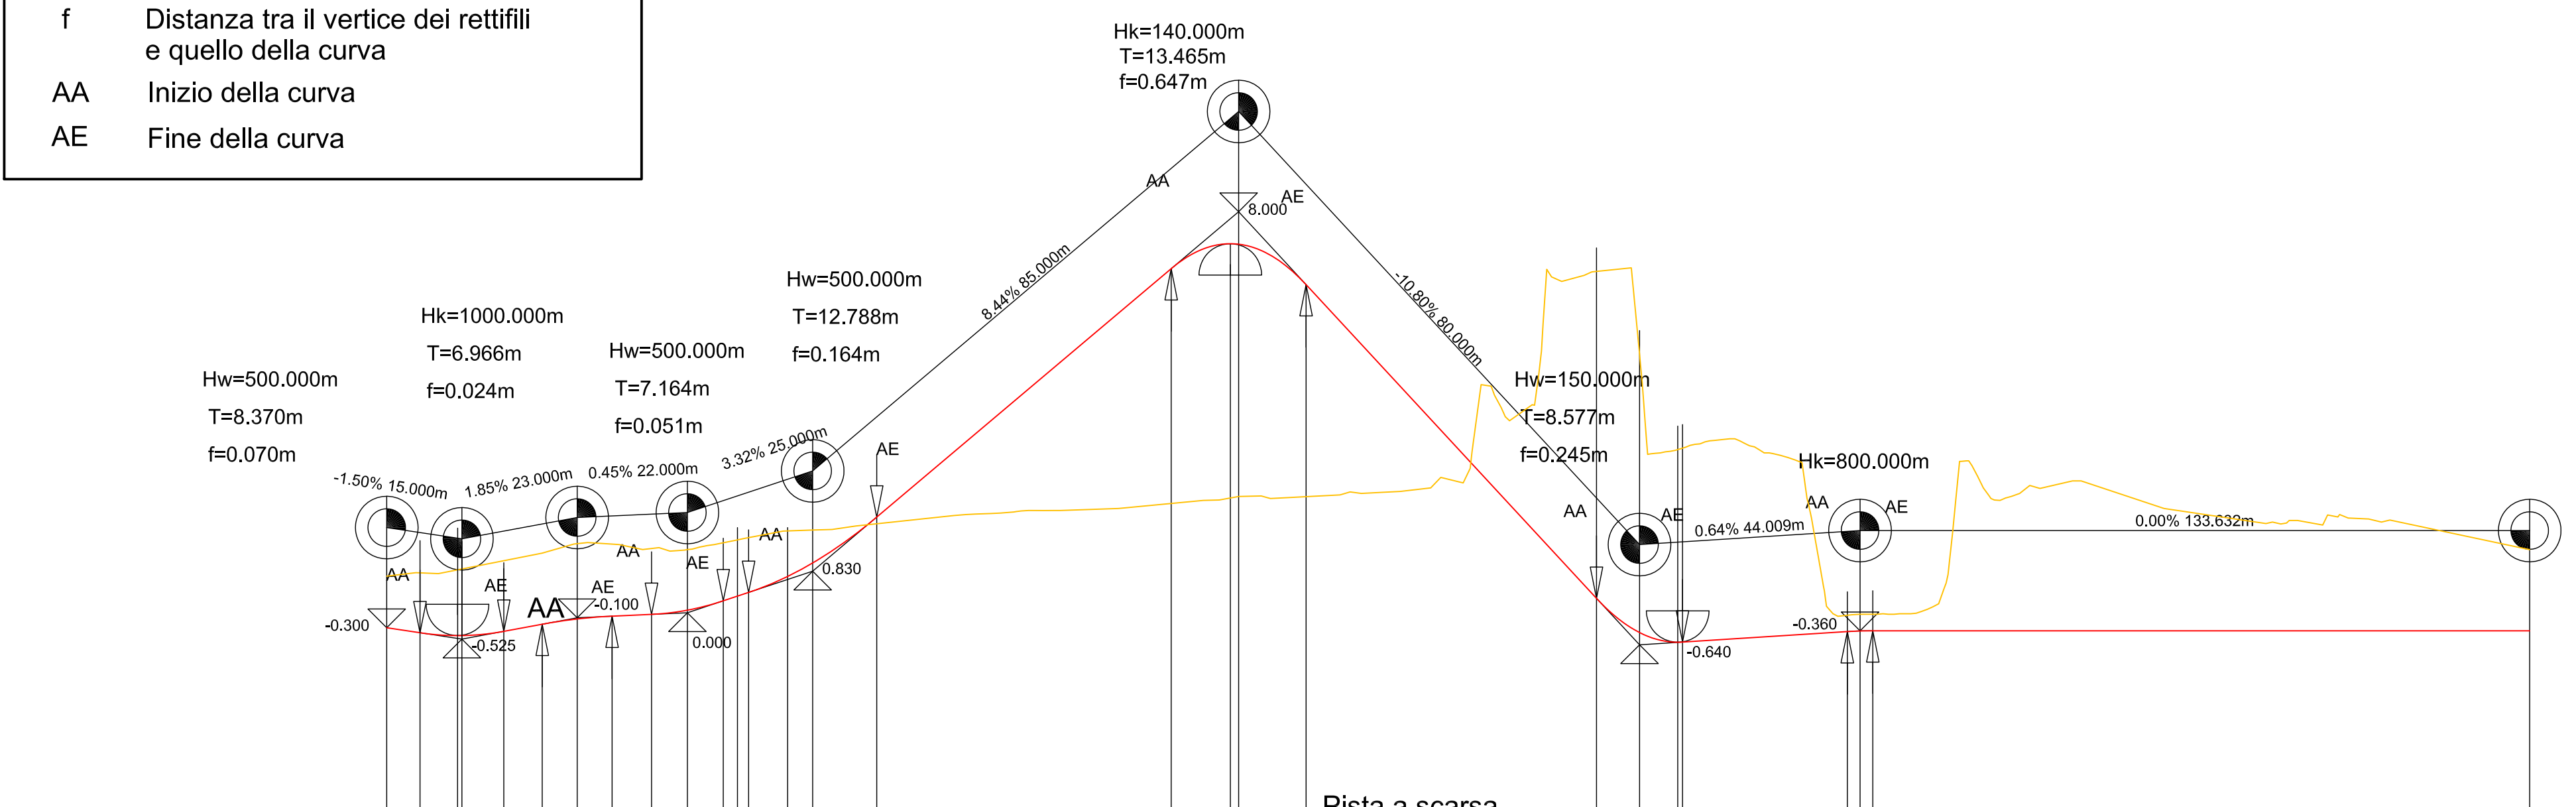 f Distanza tra il vertice dei rettifili
e quello della curva
AA Inizio della curva
AE Fine della curva
Hk=140.000m
T=13.465m
f=0.647m
AA
AE
8.000
8.44% 85.000m
-10.80% 80.000m
Hw=500.000m
T=12.788m
f=0.164m
Hk=1000.000m
T=6.966m
f=0.024m
Hw=500.000m
T=7.164m
f=0.051m
Hw=500.000m
T=8.370m
f=0.070m
Hw=150.000m
T=8.577m
f=0.245m
Hk=800.000m
-1.50% 15.000m
1.85% 23.000m
0.45% 22.000m
3.32% 25.000m
0.64% 44.009m
0.00% 133.632m
AE
AA
AE
AA
AE
AA
AA
AE
AA
AE
AA
AE
-0.300
-0.525
-0.100
0.000
0.830
-0.640
-0.360
Pista a scarsa